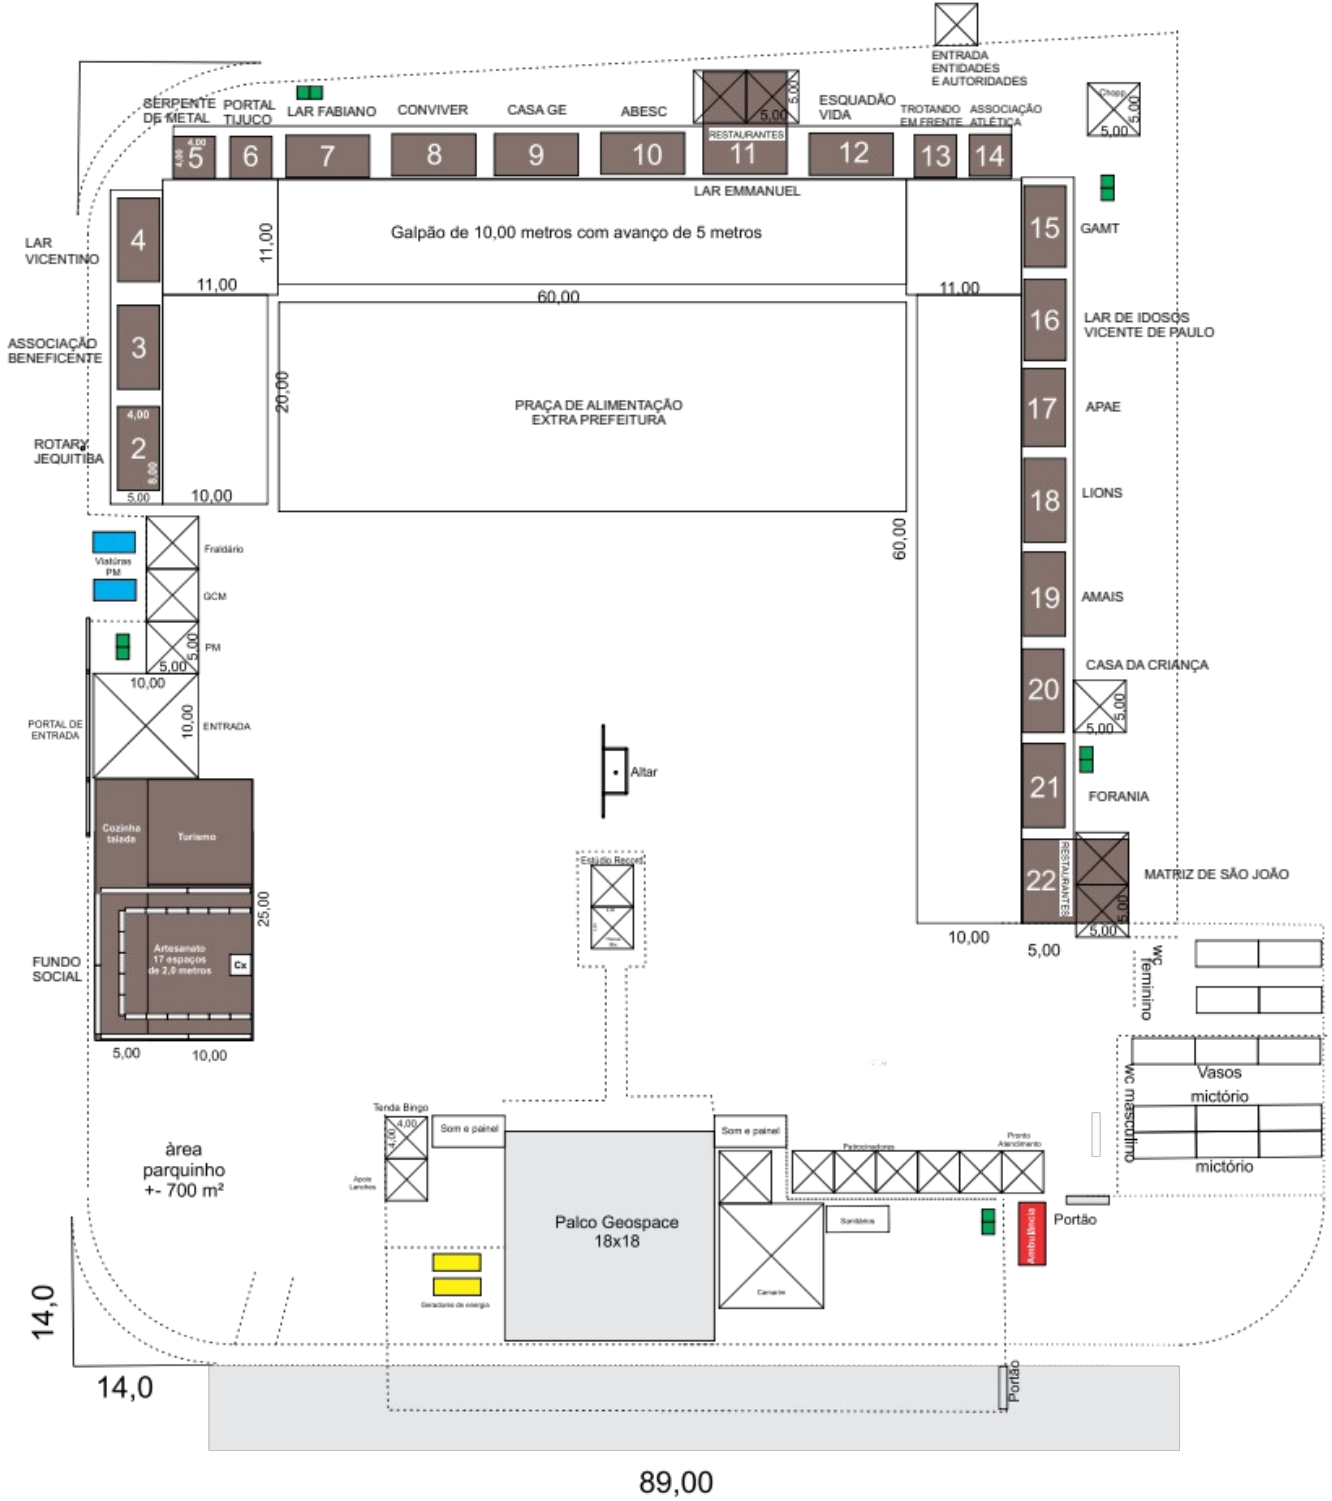 ENTRADA
ENTIDADES
E AUTORIDADES
Chopp
5,00
5,00
SERPENTE
DE METAL
PORTAL
TIJUCO
LAR FABIANO
CONVIVER
CASA GE
ABESC
5,00
5,00
RESTAURANTES
ESQUADÃO
VIDA
TROTANDO
EM FRENTE
ASSOCIAÇÃO
ATLÉTICA
4,00
4,00
5
6
7
8
9
10
11
12
13
14
LAR EMMANUEL
LAR
VICENTINO
4
11,00
11,00
Galpão de 10,00 metros com avanço de 5 metros
60,00
11,00
15
GAMT
ASSOCIAÇÃO
BENEFICENTE
3
16
LAR DE IDOSOS
VICENTE DE PAULO
20,00
PRAÇA DE ALIMENTAÇÃO
EXTRA PREFEITURA
17
APAE
ROTARY
JEQUITIBA
4,00
2
8,00
5,00
10,00
18
LIONS
60,00
Viatúras
PM
Fraldário
GCM
PM
5,00
5,00
19
AMAIS
10,00
10,00
PORTAL DE
ENTRADA
ENTRADA
20
CASA DA CRIANÇA
5,00
5,00
Altar
21
FORANIA
Cozinha
taiada
Turismo
Estúdio Record
22
RESTAURANTES
MATRIZ DE SÃO JOÃO
5,00
5,00
10,00
5,00
25,00
FUNDO
SOCIAL
Artesanato
17 espaços
de 2,0 metros
Cx
5,00
10,00
wc
feminino
Vasos
mictório
wc masculino
mictório
Tenda Bingo
4,00
4,00
Som e painel
Som e painel
Patrocinadores
Pronto
Atendimento
Apoio
Lanches
área
parquinho
+- 700 m²
Palco Geospace
18x18
Sanitários
Ambulância
Portão
Camarim
Geradores de energia
14,0
14,0
Portão
89,00